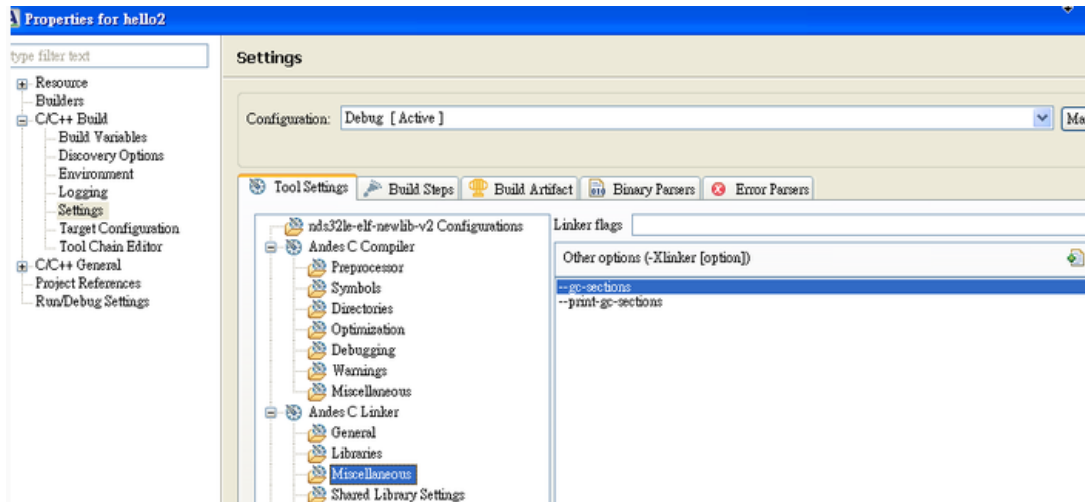 Properties for hello2
type filter text
Resource
Builders
C/C++ Build
Build Variables
Discovery Options
Environment
Logging
Settings
Target Configuration
Tool Chain Editor
C/C++ General
Project References
Run/Debug Settings
Settings
Configuration: Debug [ Active ]
Tool Settings Build Steps Build Artifact Binary Parsers Error Parsers
nds32le-elf-newlib-v2 Configurations
Andes C Compiler
Preprocessor
Symbols
Directories
Optimization
Debugging
Warnings
Miscellaneous
Andes C Linker
General
Libraries
Miscellaneous
Shared Library Settings
Linker flags
Other options (-Xlinker [option])
--gc-sections
--print-gc-sections